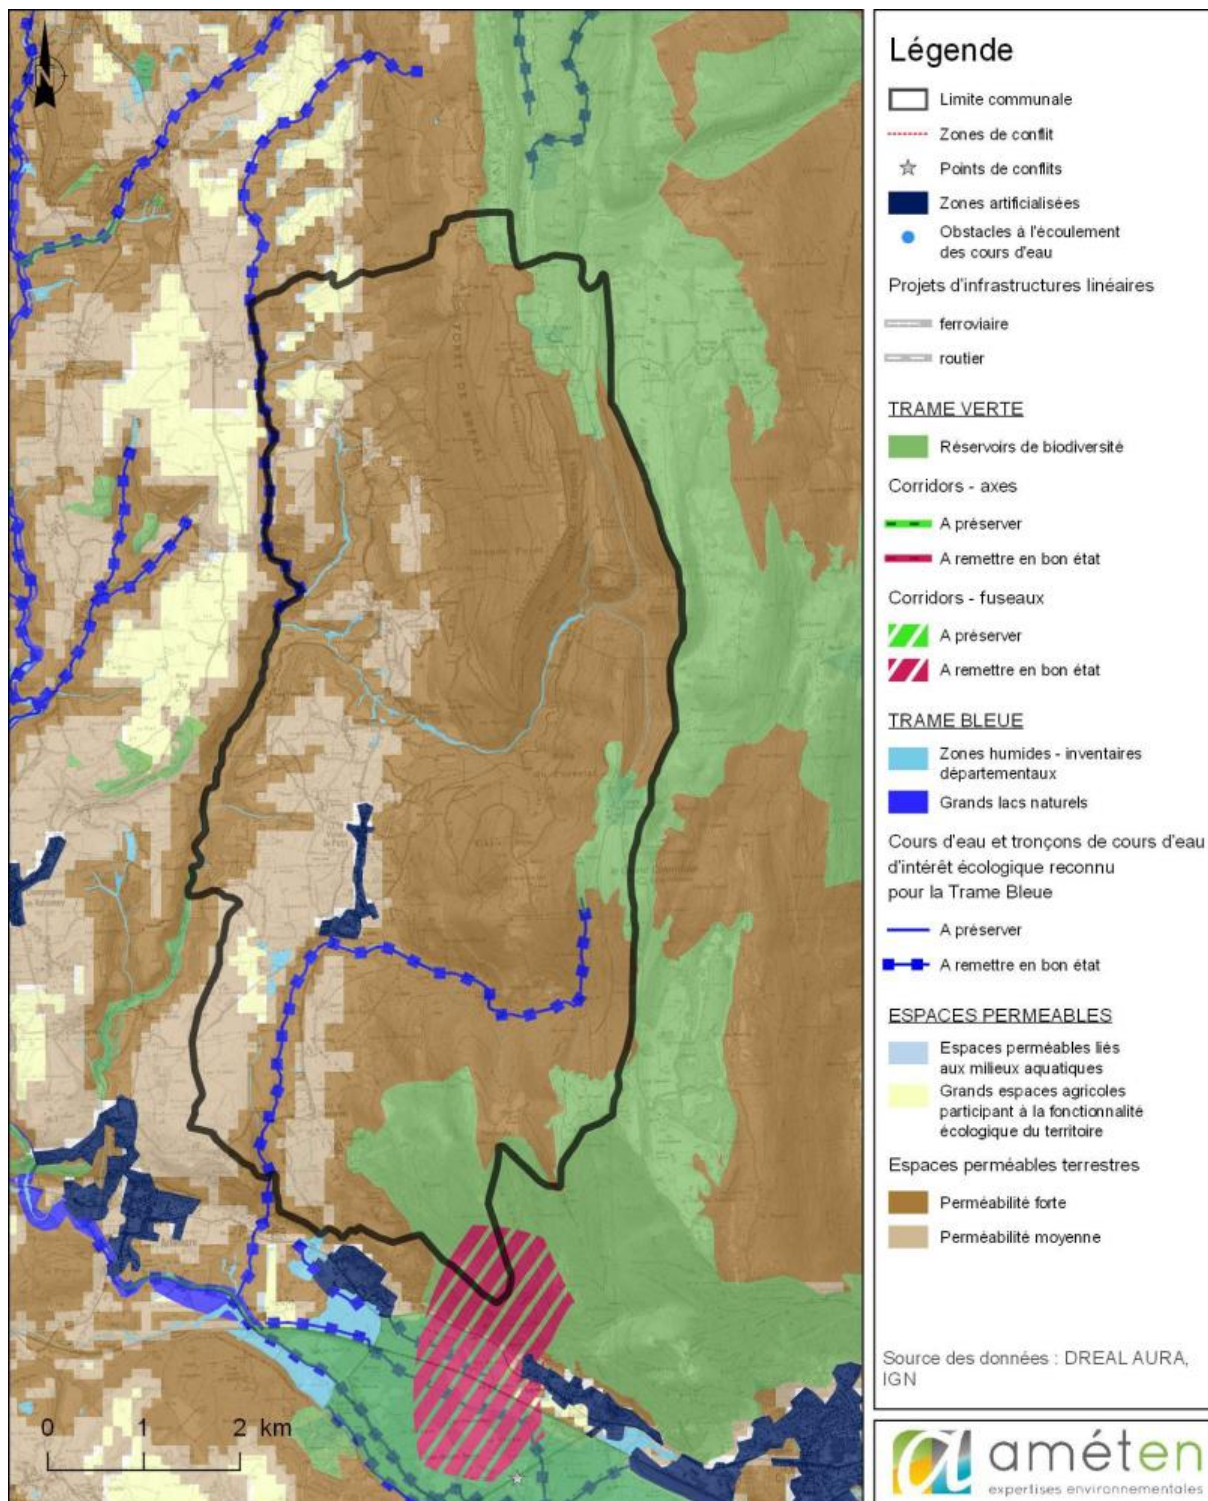 N
0 1 2 km
Légende
Limite communale
Zones de conflit
Points de conflits
Zones artificialisées
Obstacles à l'écoulement
des cours d'eau
Projets d'infrastructures linéaires
ferroviaire
routier
TRAME VERTE
Réservoirs de biodiversité
Corridors - axes
A préserver
A remettre en bon état
Corridors - fuseaux
A préserver
A remettre en bon état
TRAME BLEUE
Zones humides - inventaires
départementaux
Grands lacs naturels
Cours d'eau et tronçons de cours d'eau
d'intérêt écologique reconnu
pour la Trame Bleue
A préserver
A remettre en bon état
ESPACES PERMEABLES
Espaces perméables liés
aux milieux aquatiques
Grands espaces agricoles
participant à la fonctionnalité
écologique du territoire
Espaces perméables terrestres
Perméabilité forte
Perméabilité moyenne
Source des données : DREAL AURA,
IGN
améten
expertises environnementales